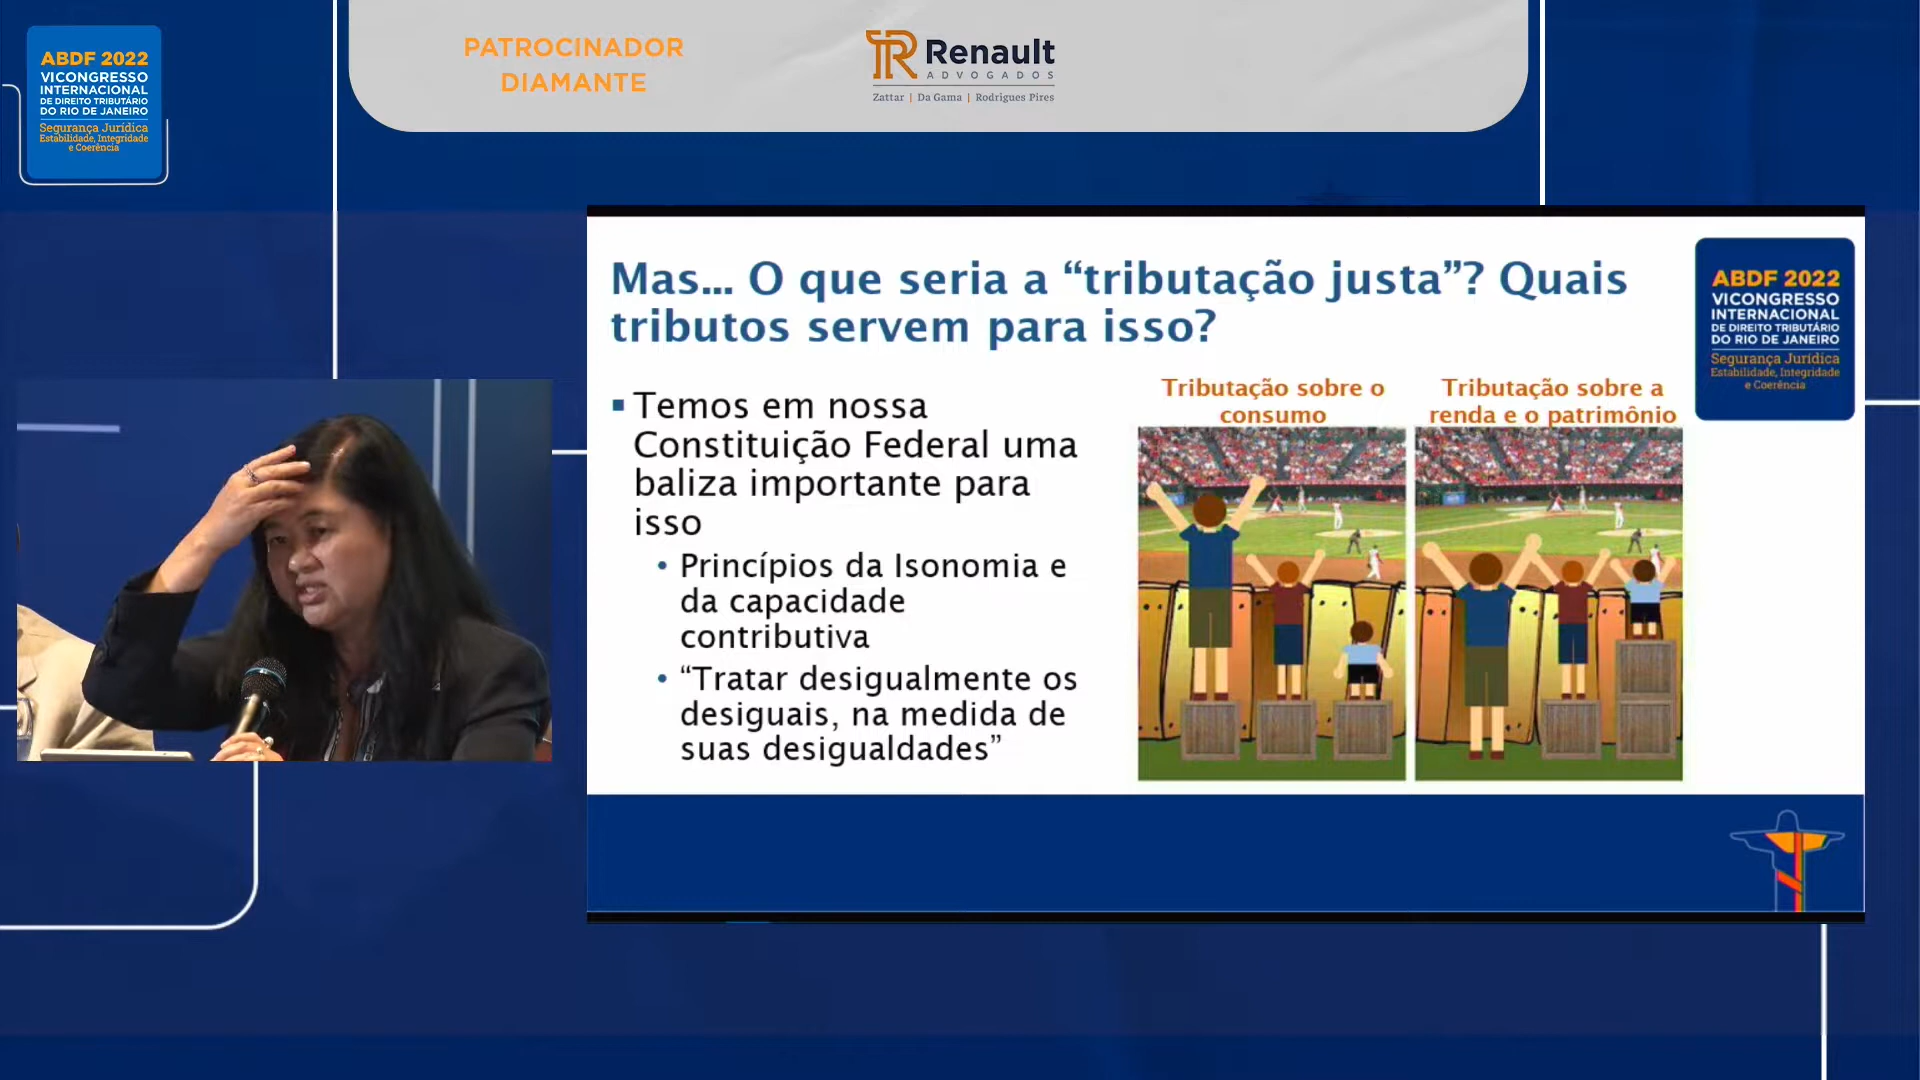 ABDF 2022
VI CONGRESSO
INTERNACIONAL
DE DIREITO TRIBUTÁRIO
DO RIO DE JANEIRO
Segurança Jurídica
Estabilidade, Integridade
e Coerência
PATROCINADOR
DIAMANTE
Renault
ADVOGADOS
Zattar | Da Gama | Rodrigues Pires
Mas... O que seria a “tributação justa”? Quais
tributos servem para isso?
Temos em nossa
Constituição Federal uma
baliza importante para
isso
• Princípios da Isonomia e
da capacidade
contributiva
• “Tratar desigualmente os
desiguais, na medida de
suas desigualdades”
Tributação sobre o
consumo
Tributação sobre a
renda e o patrimônio
ABDF 2022
VI CONGRESSO
INTERNACIONAL
DE DIREITO TRIBUTÁRIO
DO RIO DE JANEIRO
Segurança Jurídica
Estabilidade, Integridade
e Coerência